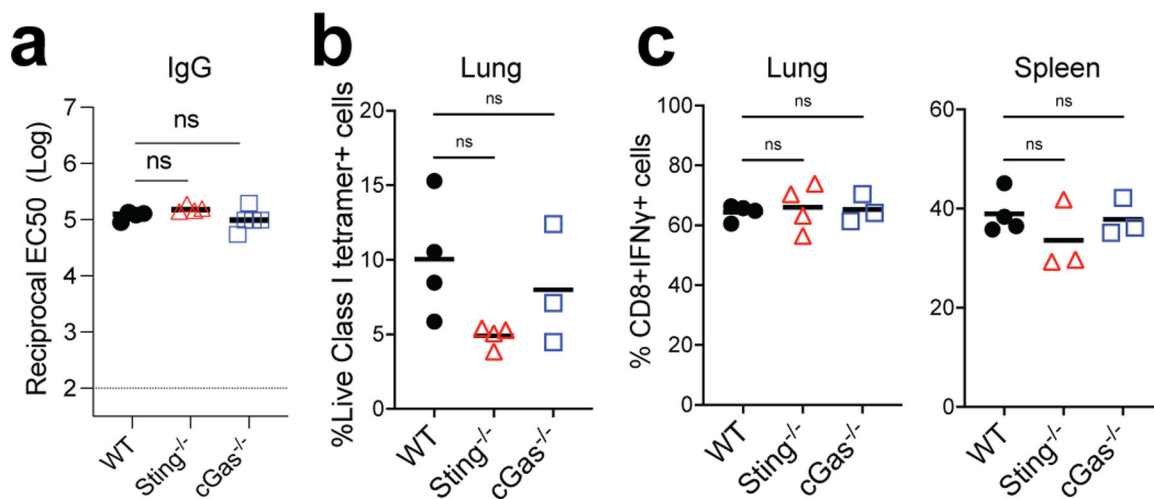 a
IgG
Reciprocal EC50 (Log)
7
6
5
4
3
2
ns
ns
WT
Sting-/-
cGas-/-
b
Lung
%Live Class I tetramer+ cells
20
15
10
5
0
ns
ns
WT
Sting-/-
cGas-/-
c
Lung
% CD8+IFNγ+ cells
100
80
60
40
20
0
ns
ns
WT
Sting-/-
cGas-/-
Spleen
60
40
20
0
ns
ns
WT
Sting-/-
cGas-/-